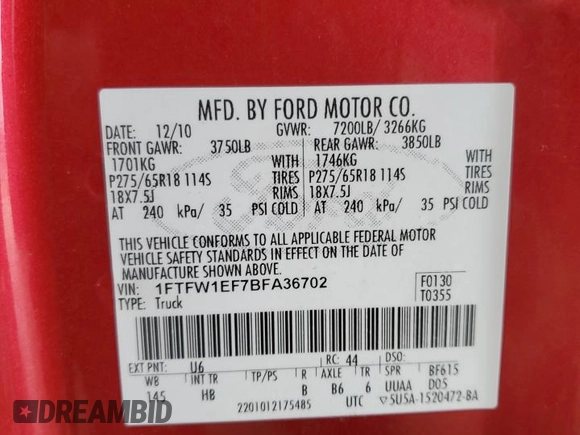 MFD. BY FORD MOTOR CO.
DATE: 12/10 GVWR: 7200LB/ 3266KG
FRONT GAWR: 3750LB REAR GAWR: 3850LB
1701KG WITH 1746KG WITH
P275/65R18 114S TIRES P275/65R18 114S TIRES
18X7.5J RIMS 18X7.5J RIMS
AT 240 kPa/ 35 PSI COLD AT 240 kPa/ 35 PSI COLD
THIS VEHICLE CONFORMS TO ALL APPLICABLE FEDERAL MOTOR
VEHICLE SAFETY STANDARDS IN EFFECT ON THE DATE OF
MANUFACTURE SHOWN ABOVE.
VIN: 1FTFW1EF7BFA36702 F0130
TYPE: Truck T0355
EXT PNT: U6 RC: 44 DSO:
WB INT TR TP/PS R AXLE TR SPR BF615
145 HB B B6 6 UUAA D05
2201012175485 UTC ▽5U5A-1520472-BA
DREAMBID